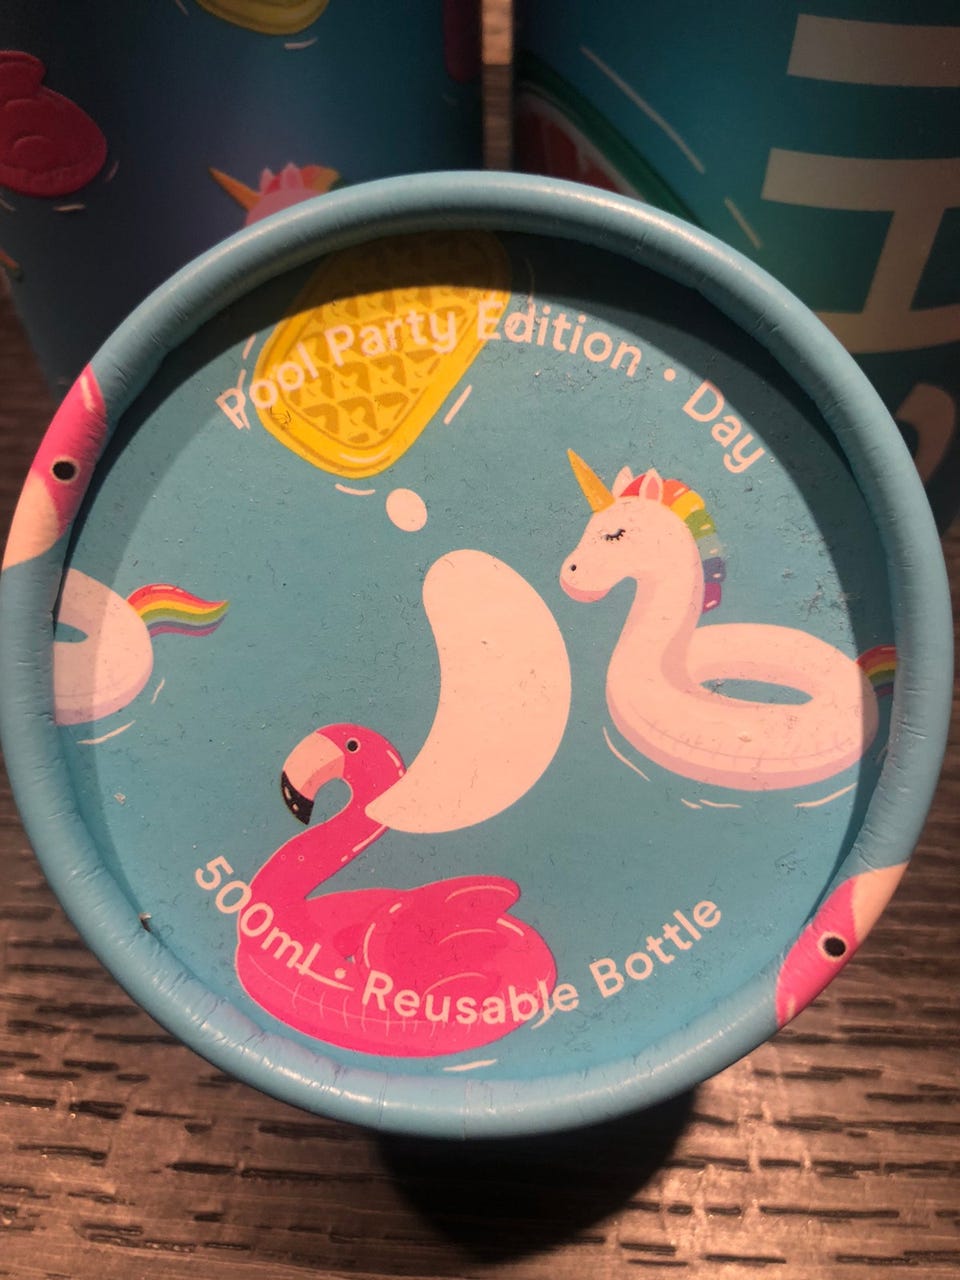 Pool Party Edition • Day
500ml • Reusable Bottle